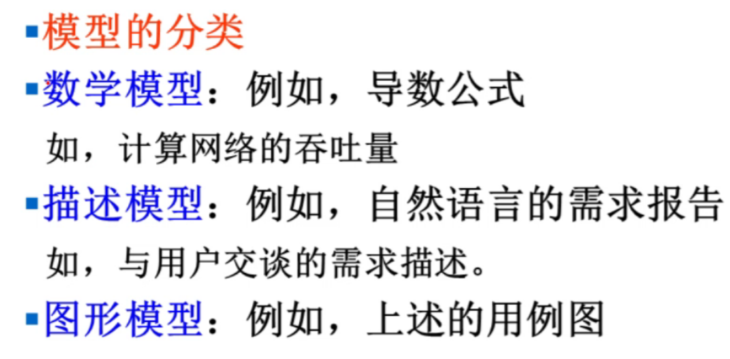 模型的分类
数学模型：例如，导数公式
如，计算网络的吞吐量
描述模型：例如，自然语言的需求报告
如，与用户交谈的需求描述。
图形模型：例如，上述的用例图